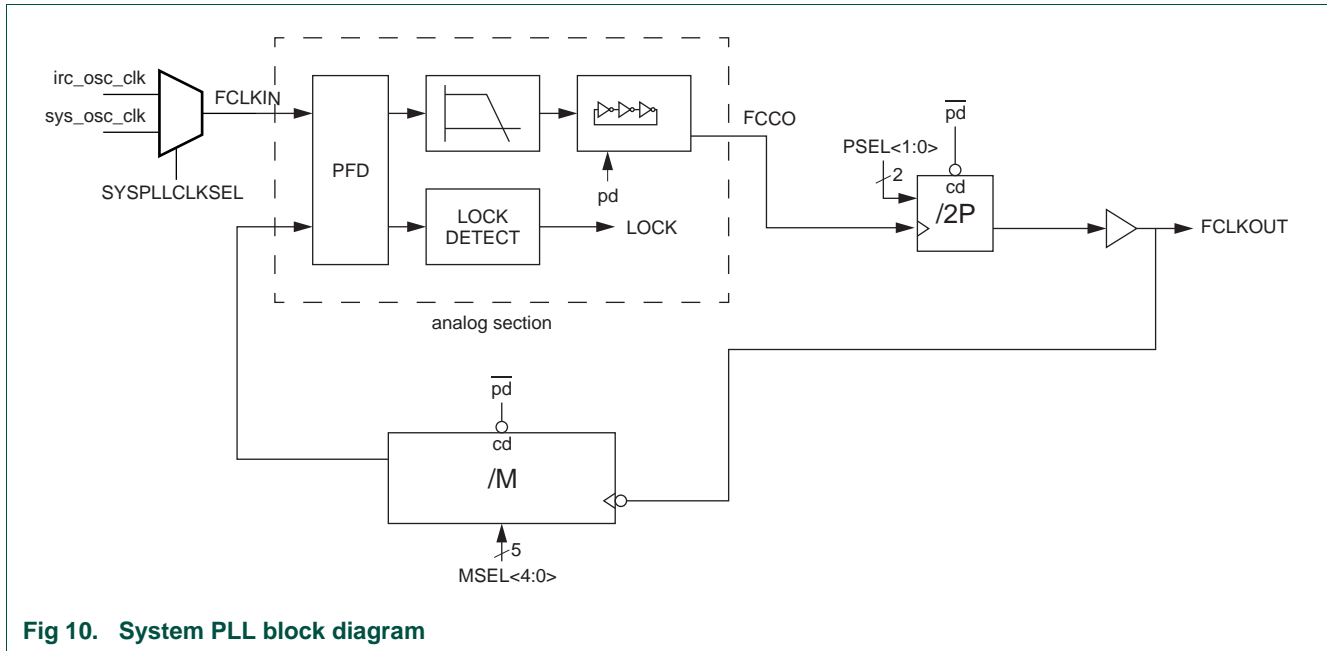 irc_osc_clk
sys_osc_clk
FCLKIN
SYSPLLCLKSEL
PFD
LOCK
DETECT
LOCK
pd
FCCO
analog section
pd
PSEL<1:0>
2
cd
/2P
FCLKOUT
pd
cd
/M
5
MSEL<4:0>
Fig 10. System PLL block diagram